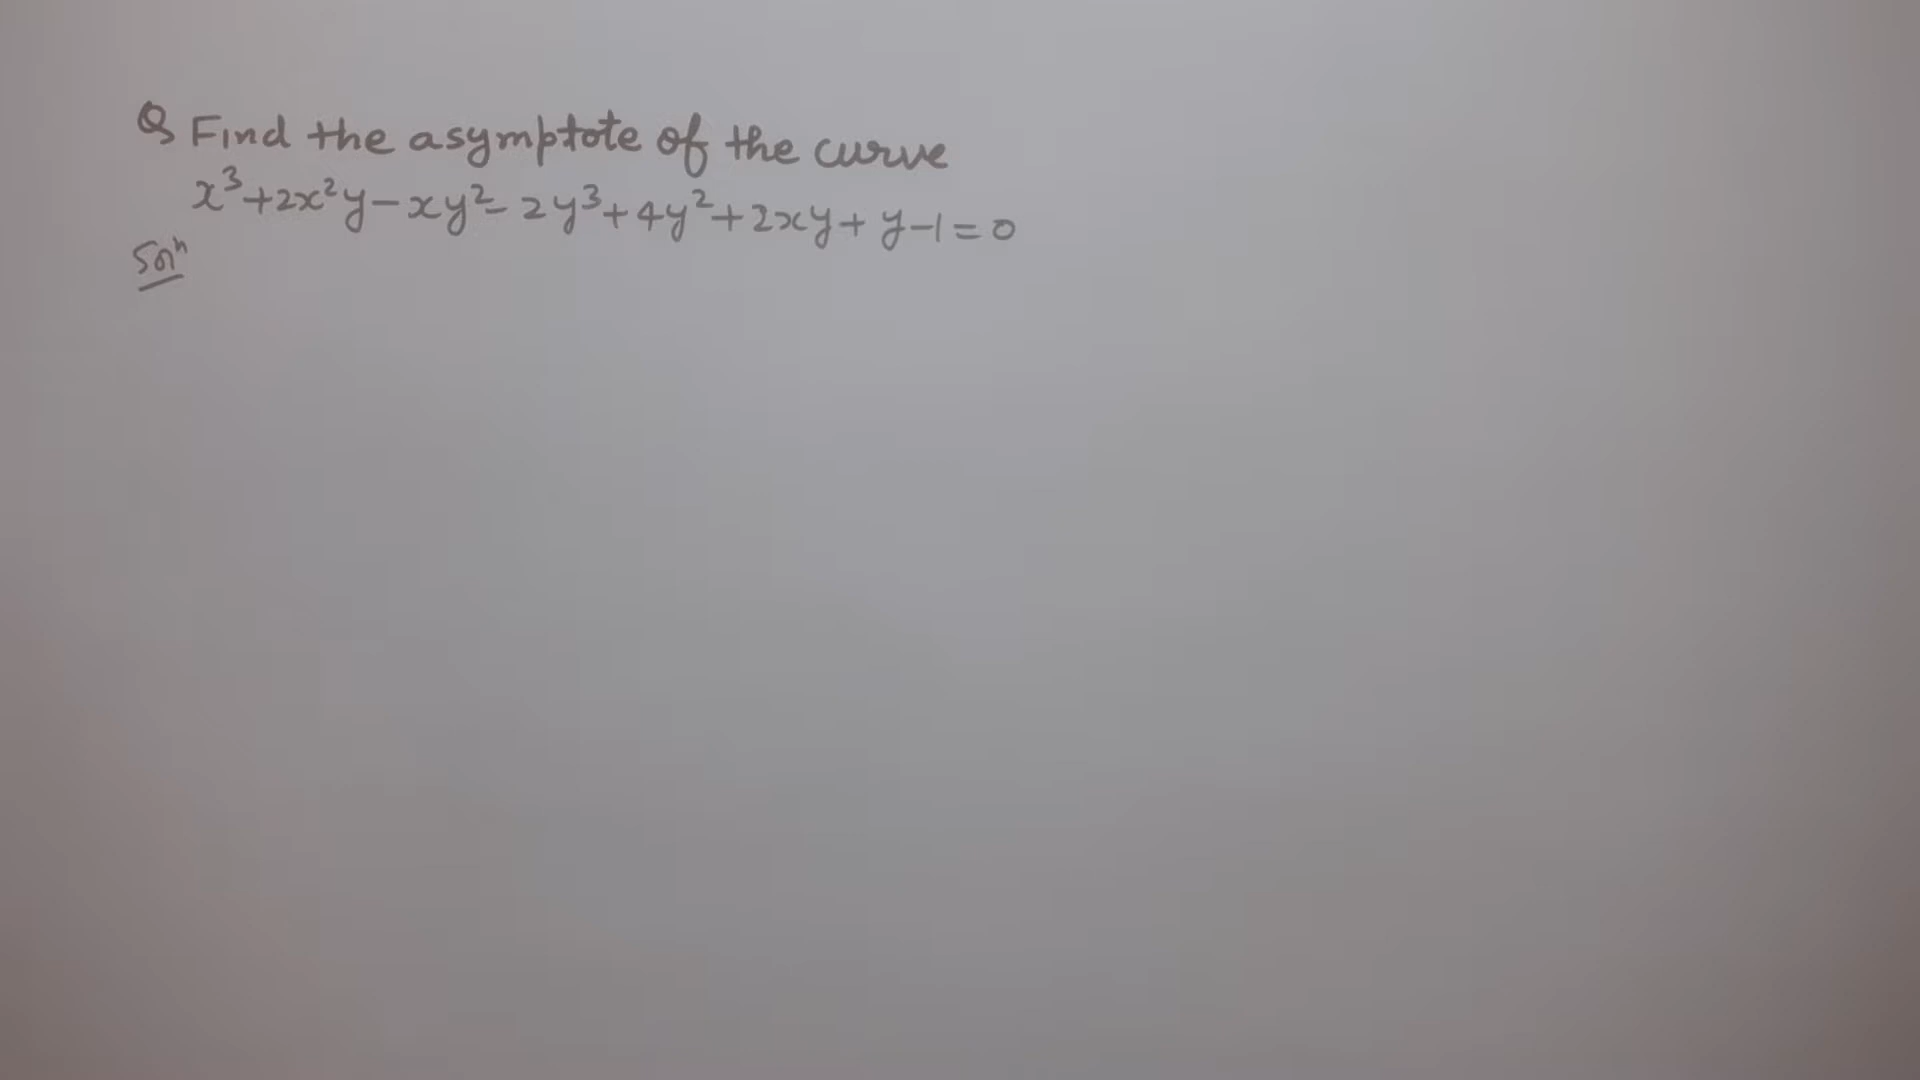 Q Find the asymptote of the curve
x³+2x²y-xy²-2y³+4y²+2xy+y-1=0
Solⁿ